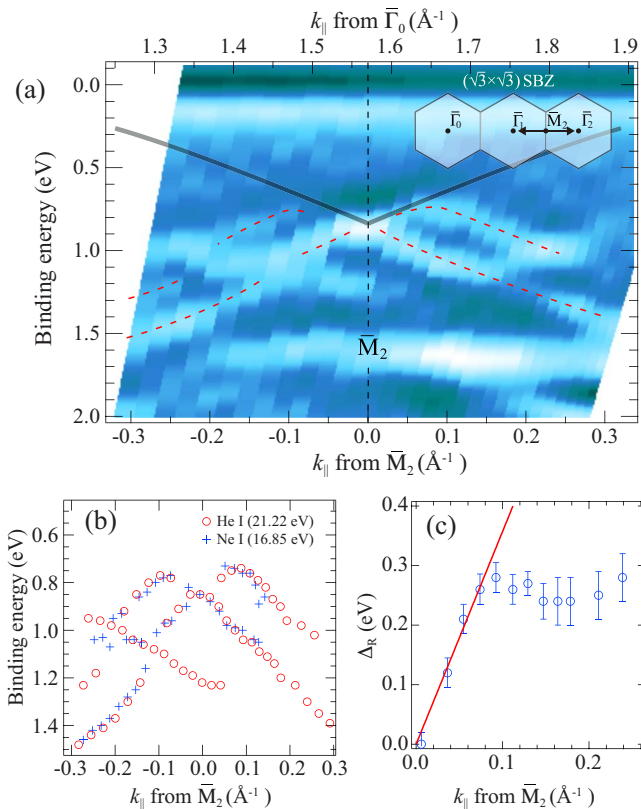 k∥ from Γ̄₀ (Å⁻¹)
1.3 1.4 1.5 1.6 1.7 1.8 1.9
(a)
(√3×√3) SBZ
Γ̄₀ Γ̄₁ M̄₂ Γ̄₂
Binding energy (eV)
0.0
0.5
1.0
1.5
2.0
M̄₂
-0.3 -0.2 -0.1 0.0 0.1 0.2 0.3
k∥ from M̄₂ (Å⁻¹)
(b)
He I (21.22 eV)
Ne I (16.85 eV)
Binding energy (eV)
0.6
0.8
1.0
1.2
1.4
-0.3 -0.2 -0.1 0.0 0.1 0.2 0.3
k∥ from M̄₂ (Å⁻¹)
(c)
Δ_R (eV)
0.4
0.3
0.2
0.1
0.0
0.0 0.1 0.2
k∥ from M̄₂ (Å⁻¹)